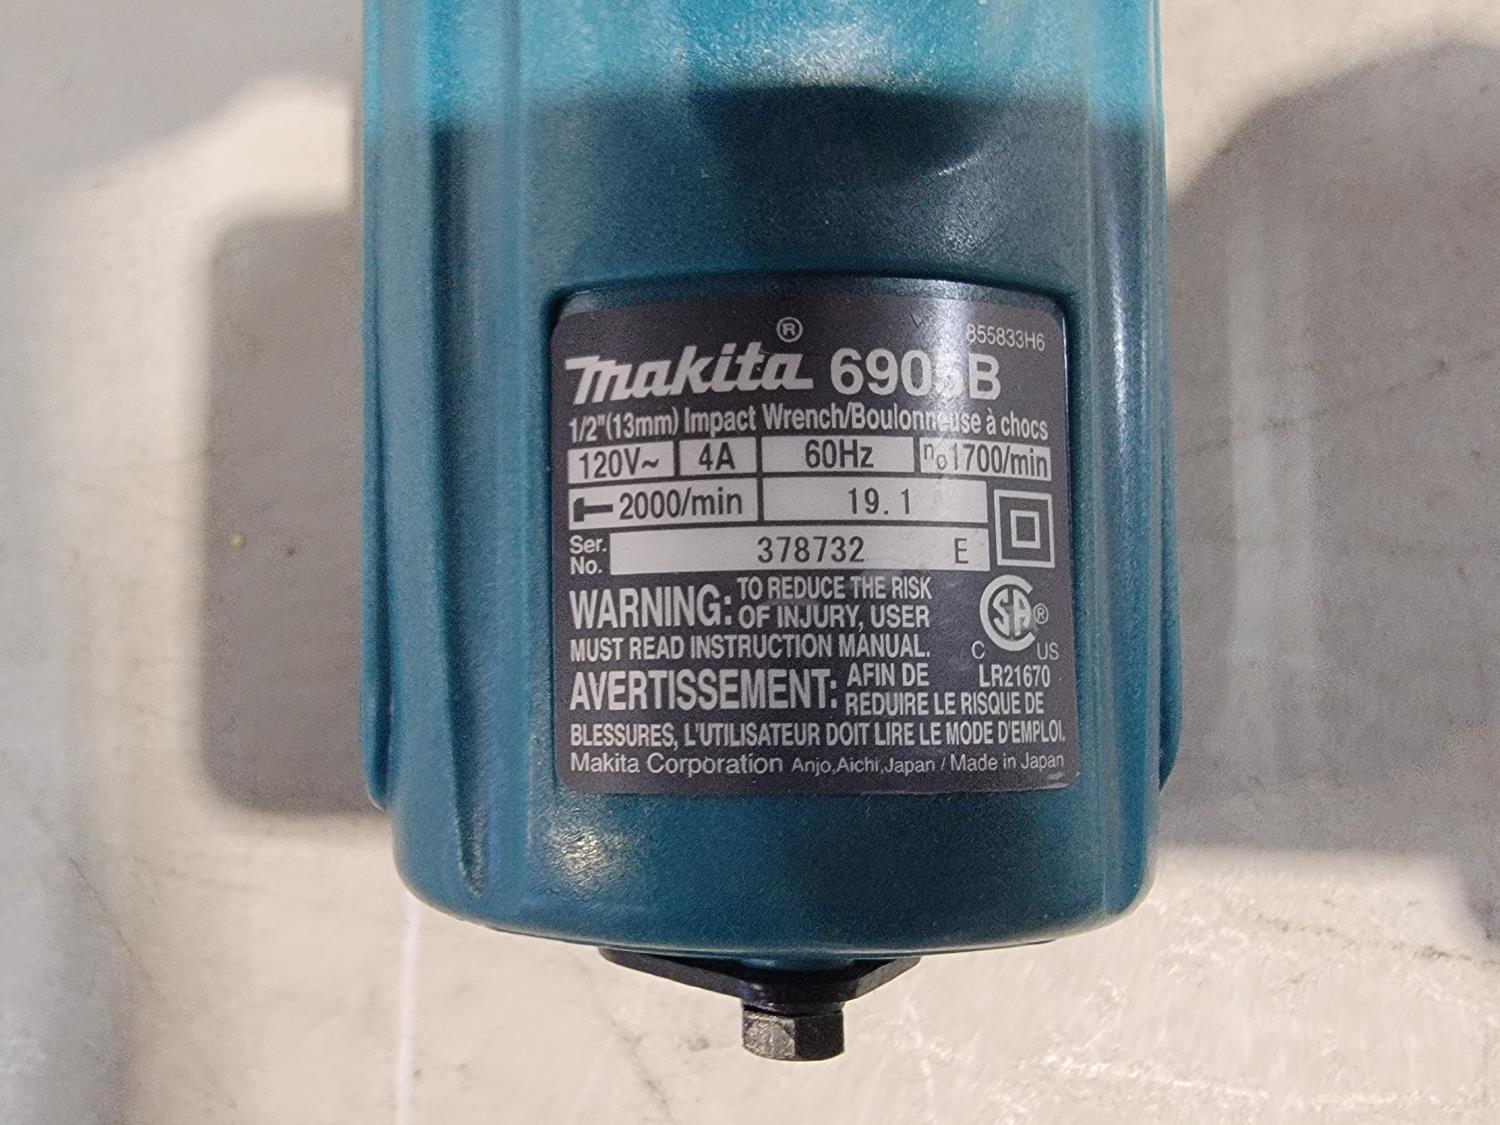 855833H6
makita® 6905B
1/2"(13mm) Impact Wrench/Boulonneuse à chocs
120V~ 4A 60Hz n₀1700/min
2000/min 19.1
Ser. No. 378732 E
WARNING: TO REDUCE THE RISK
OF INJURY, USER
MUST READ INSTRUCTION MANUAL.
CSA®
C US
LR21670
AVERTISSEMENT: AFIN DE
REDUIRE LE RISQUE DE
BLESSURES, L'UTILISATEUR DOIT LIRE LE MODE D'EMPLOI.
Makita Corporation Anjo,Aichi,Japan / Made in Japan